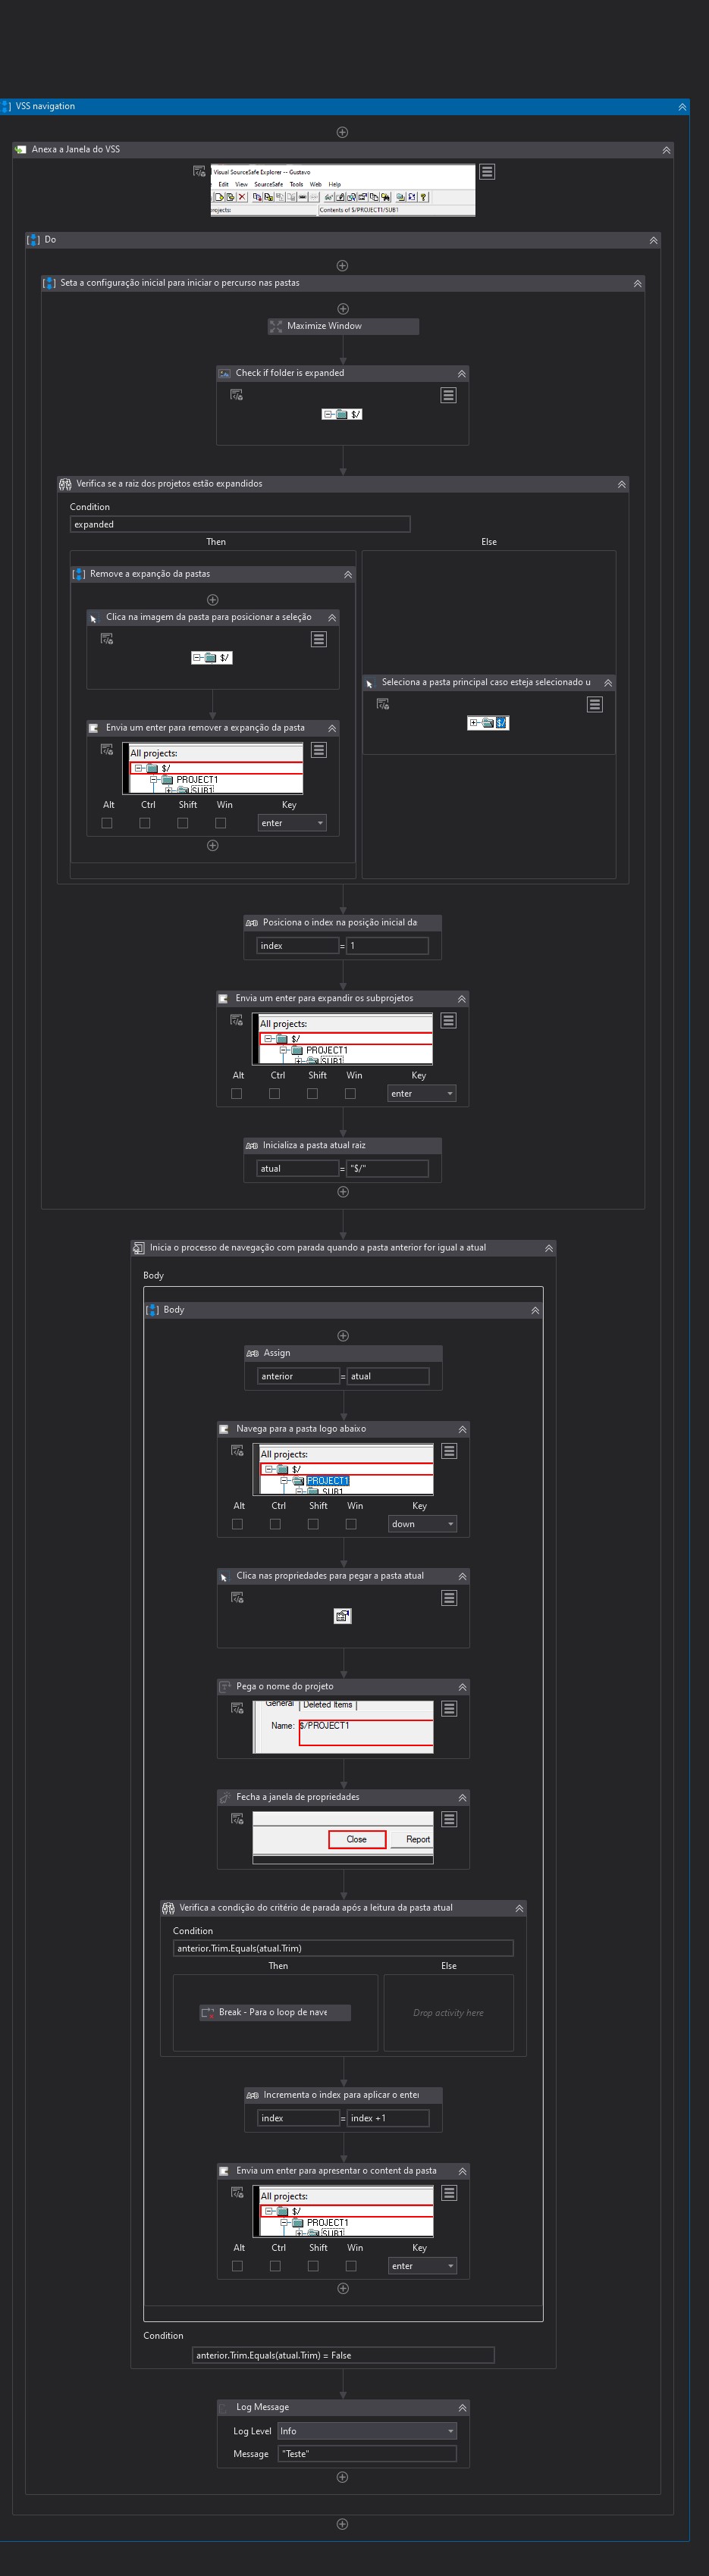 VSS navigation
Anexa a Janela do VSS
Visual SourceSafe Explorer -- Gustavo
Edit View SourceSafe Tools Web Help
Contents of $/PROJECT1/SUB1
Do
Seta a configuração inicial para iniciar o percurso nas pastas
Maximize Window
Check if folder is expanded
$/
Verifica se a raiz dos projetos estão expandidos
Condition
expanded
Then Else
Remove a expanção da pastas
Clica na imagem da pasta para posicionar a seleção
$/
Seleciona a pasta principal caso esteja selecionado u
$/
Envia um enter para remover a expanção da pasta
All projects:
$/
PROJECT1
SUB1
Alt Ctrl Shift Win Key
enter
Posiciona o index na posição inicial da
index = 1
Envia um enter para expandir os subprojetos
All projects:
$/
PROJECT1
SUB1
Alt Ctrl Shift Win Key
enter
Inicializa a pasta atual raiz
atual = "$/"
Inicia o processo de navegação com parada quando a pasta anterior for igual a atual
Body
Body
Assign
anterior = atual
Navega para a pasta logo abaixo
All projects:
$/
PROJECT1
SUB1
Alt Ctrl Shift Win Key
down
Clica nas propriedades para pegar a pasta atual
Pega o nome do projeto
General Deleted Items
Name: $/PROJECT1
Fecha a janela de propriedades
Close Report
Verifica a condição do critério de parada após a leitura da pasta atual
Condition
anterior.Trim.Equals(atual.Trim)
Then Else
Break - Para o loop de nave
Drop activity here
Incrementa o index para aplicar o enter
index = index +1
Envia um enter para apresentar o content da pasta
All projects:
$/
PROJECT1
SUB1
Alt Ctrl Shift Win Key
enter
Condition
anterior.Trim.Equals(atual.Trim) = False
Log Message
Log Level Info
Message "Teste"